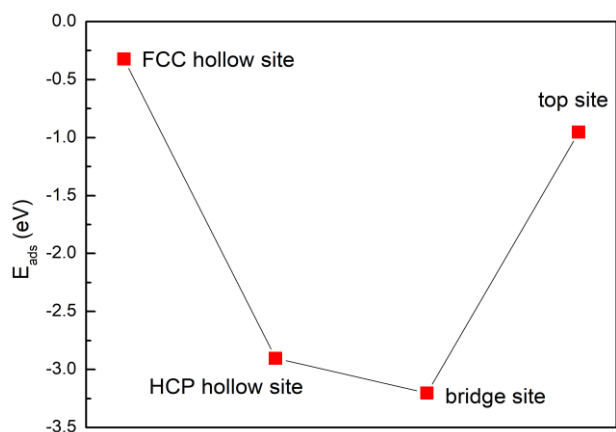 0.0
FCC hollow site
-0.5
top site
-1.0
-1.5
-2.0
-2.5
-3.0
-3.5
E_ads (eV)
HCP hollow site
bridge site